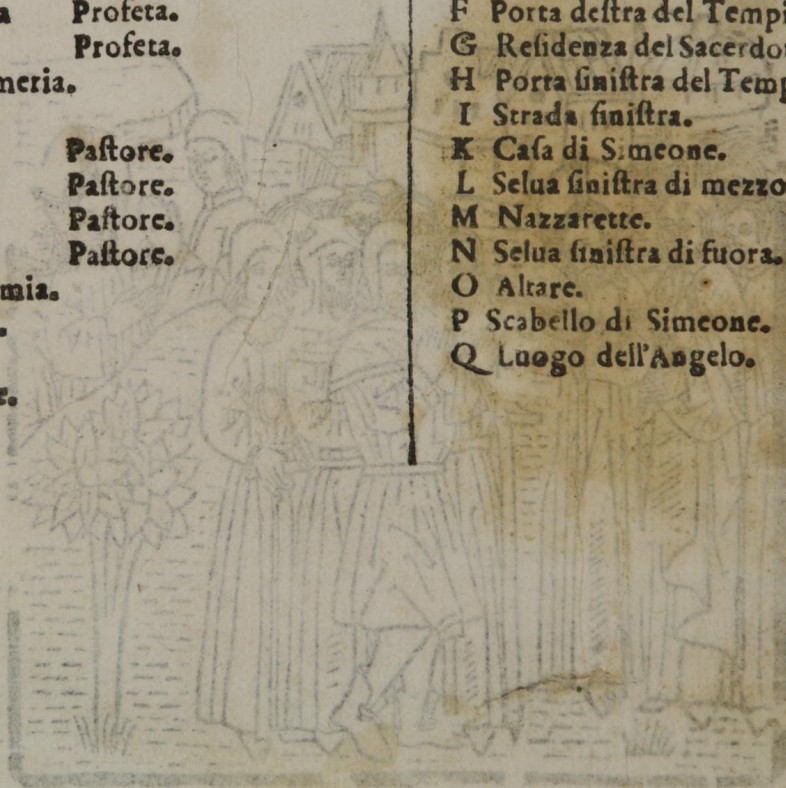 Profeta.
Profeta.
meria.
Paſtore.
Paſtore.
Paſtore.
Paſtore.
mia.
F Porta deſtra del Tempi
G Reſidenza del Sacerdo
H Porta ſiniſtra del Temp
I Strada ſiniſtra.
K Caſa di Simeone.
L Selua ſiniſtra di mezzo
M Nazzarette.
N Selua ſiniſtra di fuora.
O Altare.
P Scabello di Simeone.
Q Luogo dell'Angelo.